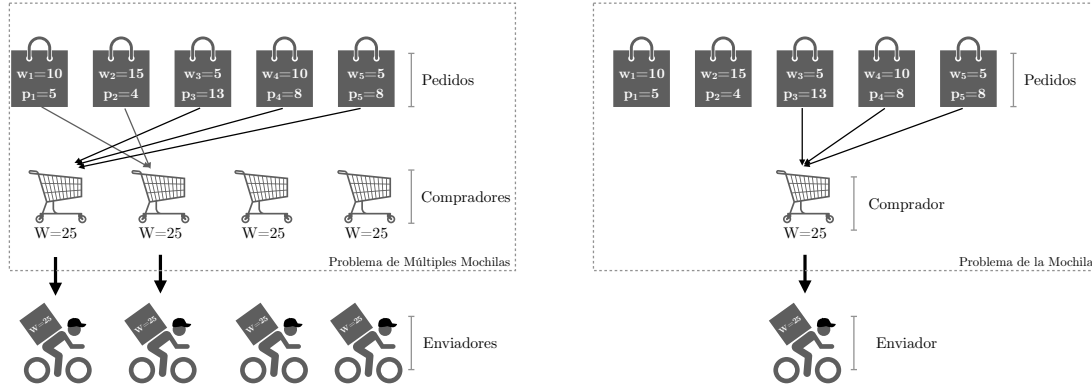 w₁=10 w₂=15 w₃=5 w₄=10 w₅=5
p₁=5 p₂=4 p₃=13 p₄=8 p₅=8
Pedidos
Compradores
W=25 W=25 W=25 W=25
Problema de Múltiples Mochilas
W=25 W=25 W=25 W=25
Enviadores
w₁=10 w₂=15 w₃=5 w₄=10 w₅=5
p₁=5 p₂=4 p₃=13 p₄=8 p₅=8
Pedidos
Comprador
W=25
Problema de la Mochila
W=25
Enviador